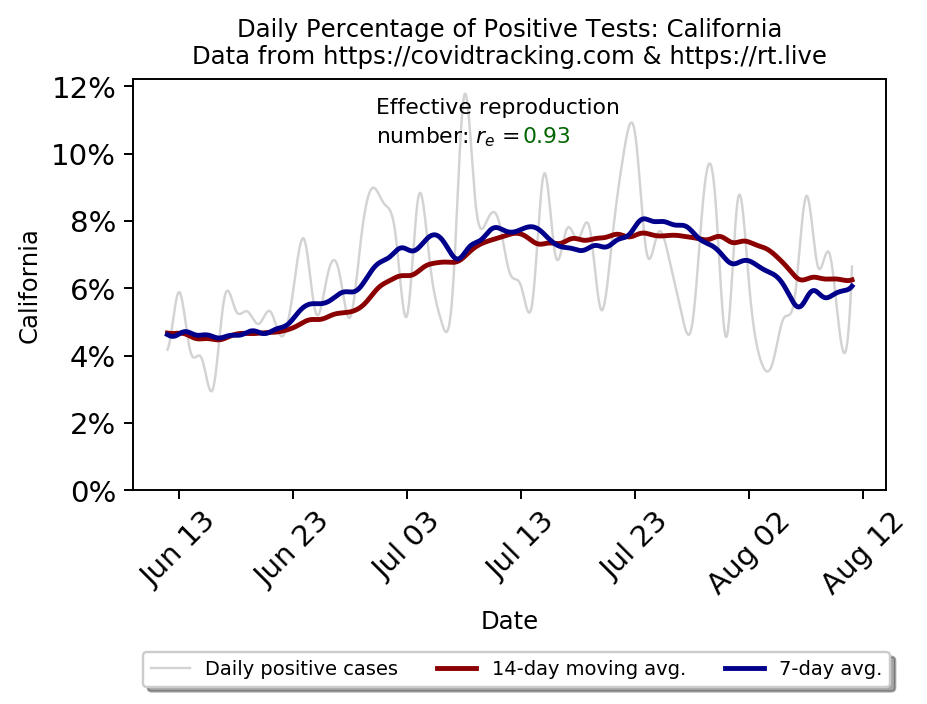 Daily Percentage of Positive Tests: California
Data from https://covidtracking.com & https://rt.live
12%
Effective reproduction
number: rₑ =0.93
10%
8%
6%
4%
2%
0%
California
Jun 13
Jun 23
Jul 03
Jul 13
Jul 23
Aug 02
Aug 12
Date
Daily positive cases
14-day moving avg.
7-day avg.